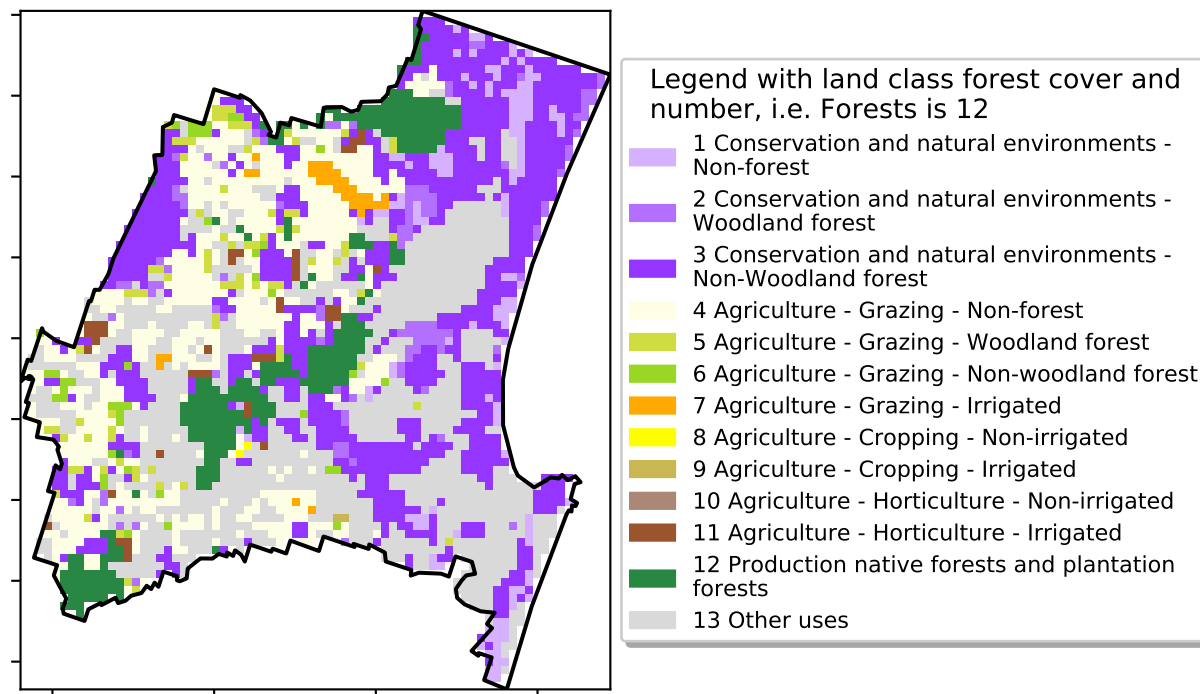 Legend with land class forest cover and
number, i.e. Forests is 12
1 Conservation and natural environments -
Non-forest
2 Conservation and natural environments -
Woodland forest
3 Conservation and natural environments -
Non-Woodland forest
4 Agriculture - Grazing - Non-forest
5 Agriculture - Grazing - Woodland forest
6 Agriculture - Grazing - Non-woodland forest
7 Agriculture - Grazing - Irrigated
8 Agriculture - Cropping - Non-irrigated
9 Agriculture - Cropping - Irrigated
10 Agriculture - Horticulture - Non-irrigated
11 Agriculture - Horticulture - Irrigated
12 Production native forests and plantation
forests
13 Other uses